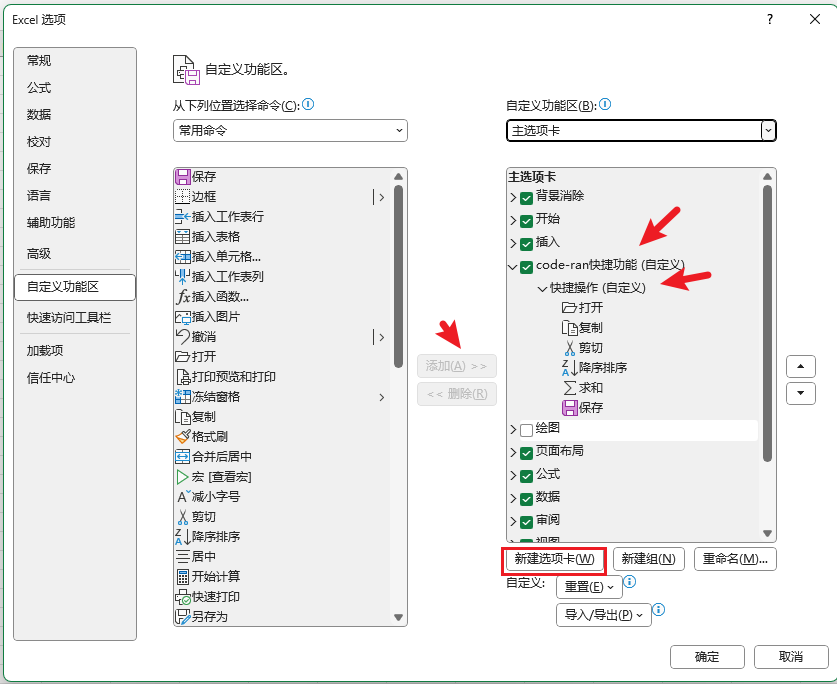 Excel 选项
?
常规
公式
数据
校对
保存
语言
辅助功能
高级
自定义功能区
快速访问工具栏
加载项
信任中心
自定义功能区。
从下列位置选择命令(C):
常用命令
保存
边框
插入工作表行
插入表格
插入单元格...
插入工作表列
插入函数...
插入图片
撤消
打开
打印预览和打印
冻结窗格
复制
格式刷
合并后居中
宏 [查看宏]
减小字号
剪切
降序排序
居中
开始计算
快速打印
另存为
添加(A) >>
<< 删除(R)
自定义功能区(B):
主选项卡
主选项卡
背景消除
开始
插入
code-ran快捷功能 (自定义)
快捷操作 (自定义)
打开
复制
剪切
降序排序
求和
保存
绘图
页面布局
公式
数据
审阅
视图
新建选项卡(W)
新建组(N)
重命名(M)...
自定义:
重置(E)
导入/导出(P)
确定
取消